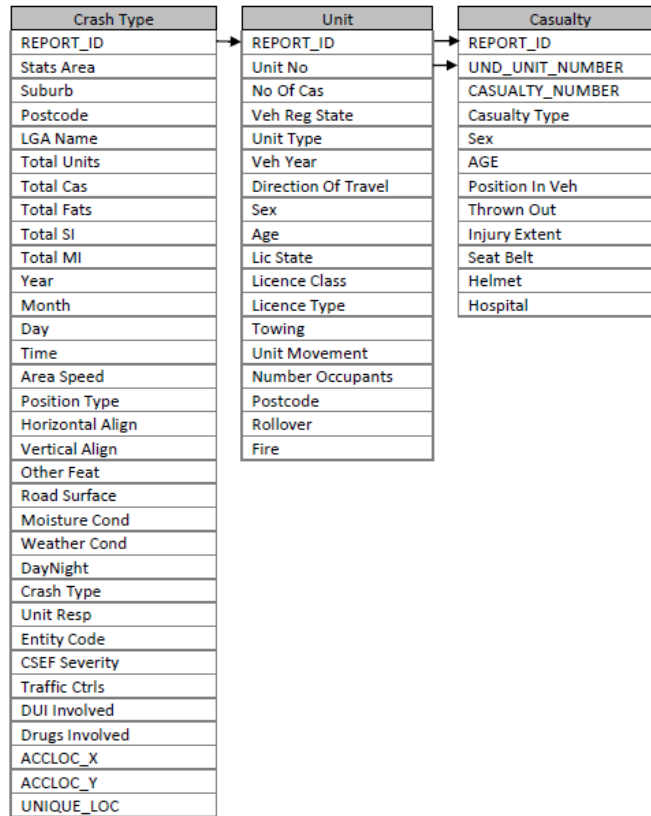 Crash Type
REPORT_ID
Stats Area
Suburb
Postcode
LGA Name
Total Units
Total Cas
Total Fats
Total SI
Total MI
Year
Month
Day
Time
Area Speed
Position Type
Horizontal Align
Vertical Align
Other Feat
Road Surface
Moisture Cond
Weather Cond
DayNight
Crash Type
Unit Resp
Entity Code
CSEF Severity
Traffic Ctrls
DUI Involved
Drugs Involved
ACCLOC_X
ACCLOC_Y
UNIQUE_LOC
Unit
REPORT_ID
Unit No
No Of Cas
Veh Reg State
Unit Type
Veh Year
Direction Of Travel
Sex
Age
Lic State
Licence Class
Licence Type
Towing
Unit Movement
Number Occupants
Postcode
Rollover
Fire
Casualty
REPORT_ID
UND_UNIT_NUMBER
CASUALTY_NUMBER
Casualty Type
Sex
AGE
Position In Veh
Thrown Out
Injury Extent
Seat Belt
Helmet
Hospital